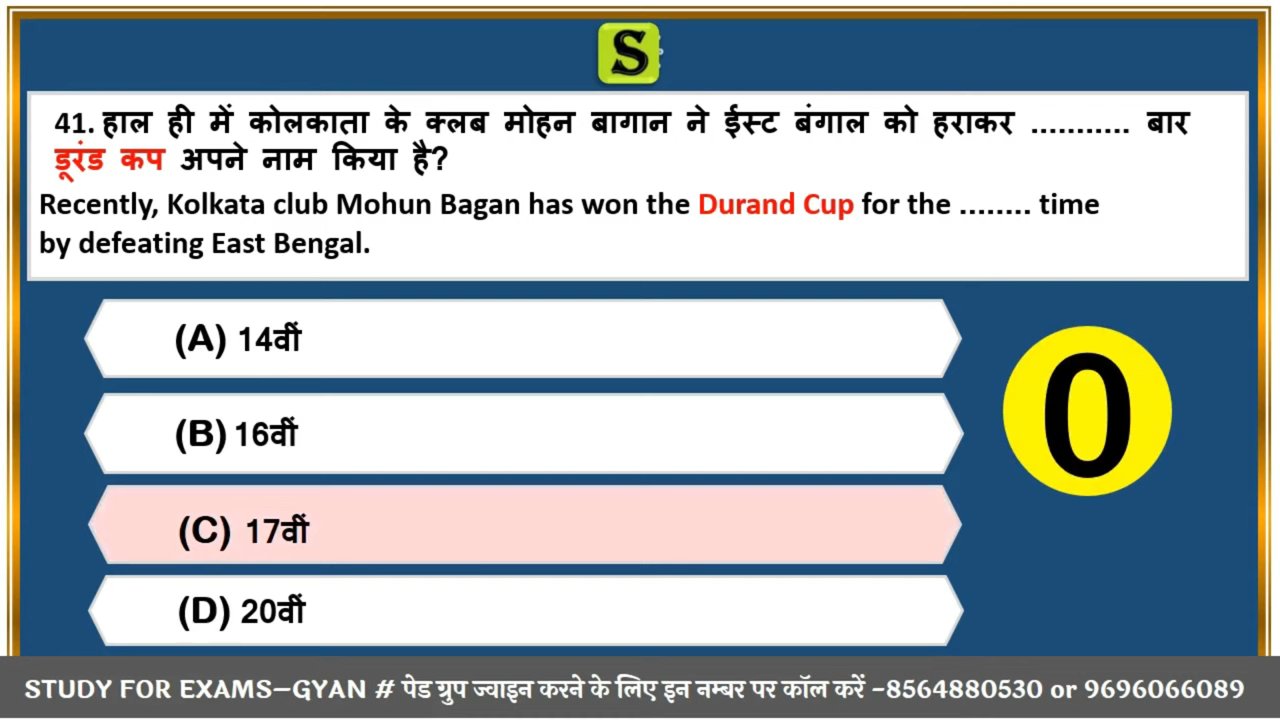 S
41. हाल ही में कोलकाता के क्लब मोहन बागान ने ईस्ट बंगाल को हराकर ........... बार
डूरंड कप अपने नाम किया है?
Recently, Kolkata club Mohun Bagan has won the Durand Cup for the ........ time
by defeating East Bengal.
(A) 14वीं
(B) 16वीं
(C) 17वीं
(D) 20वीं
0
STUDY FOR EXAMS–GYAN # पेड ग्रुप ज्वाइन करने के लिए इन नम्बर पर कॉल करें –8564880530 or 9696066089